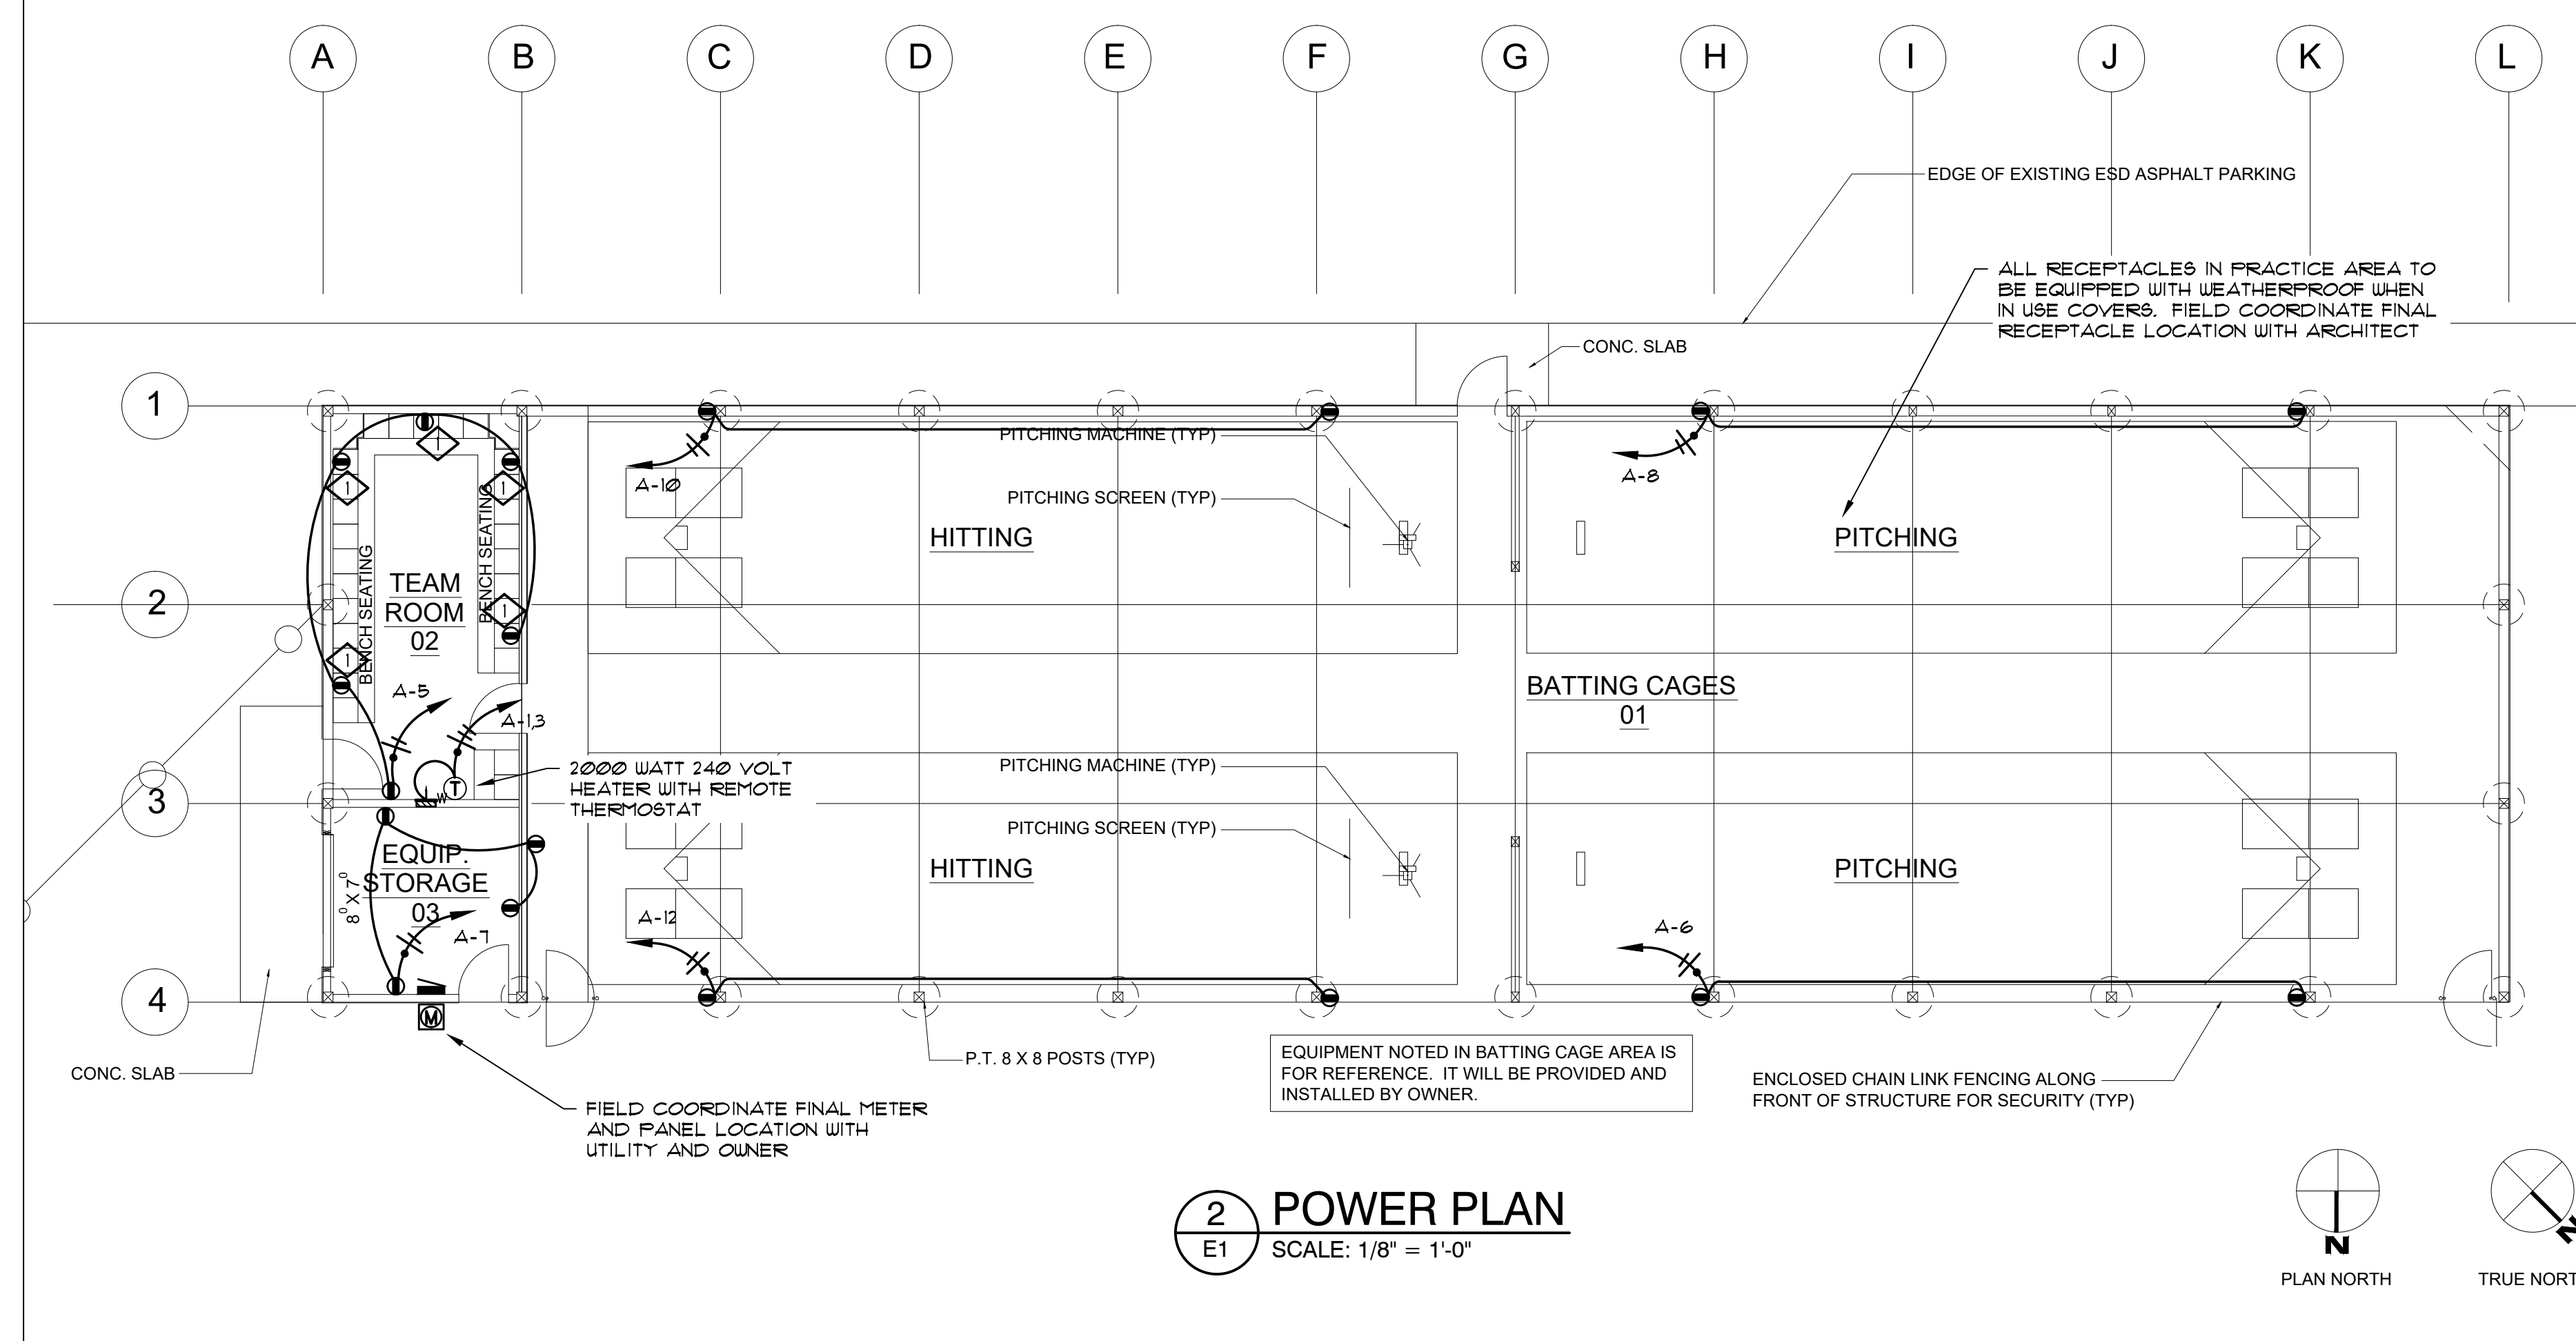 A B C D E F G H I J K L
EDGE OF EXISTING ESD ASPHALT PARKING
ALL RECEPTACLES IN PRACTICE AREA TO
BE EQUIPPED WITH WEATHERPROOF WHEN
IN USE COVERS. FIELD COORDINATE FINAL
RECEPTACLE LOCATION WITH ARCHITECT
CONC. SLAB
1
PITCHING MACHINE (TYP)
1
A-10
A-8
1
1
PITCHING SCREEN (TYP)
HITTING
PITCHING
BENCH SEATING
BENCH SEATING
TEAM
ROOM
02
2
1
1
A-5
A-1,3
BATTING CAGES
01
2000 WATT 240 VOLT
HEATER WITH REMOTE
THERMOSTAT
T
W
3
PITCHING MACHINE (TYP)
PITCHING SCREEN (TYP)
EQUIP.
STORAGE
03
8⁰ X 7⁰
HITTING
PITCHING
A-7
A-12
A-6
4
M
P.T. 8 X 8 POSTS (TYP)
EQUIPMENT NOTED IN BATTING CAGE AREA IS
FOR REFERENCE. IT WILL BE PROVIDED AND
INSTALLED BY OWNER.
CONC. SLAB
ENCLOSED CHAIN LINK FENCING ALONG
FRONT OF STRUCTURE FOR SECURITY (TYP)
FIELD COORDINATE FINAL METER
AND PANEL LOCATION WITH
UTILITY AND OWNER
2
E1
POWER PLAN
SCALE: 1/8" = 1'-0"
N
PLAN NORTH
N
TRUE NORT